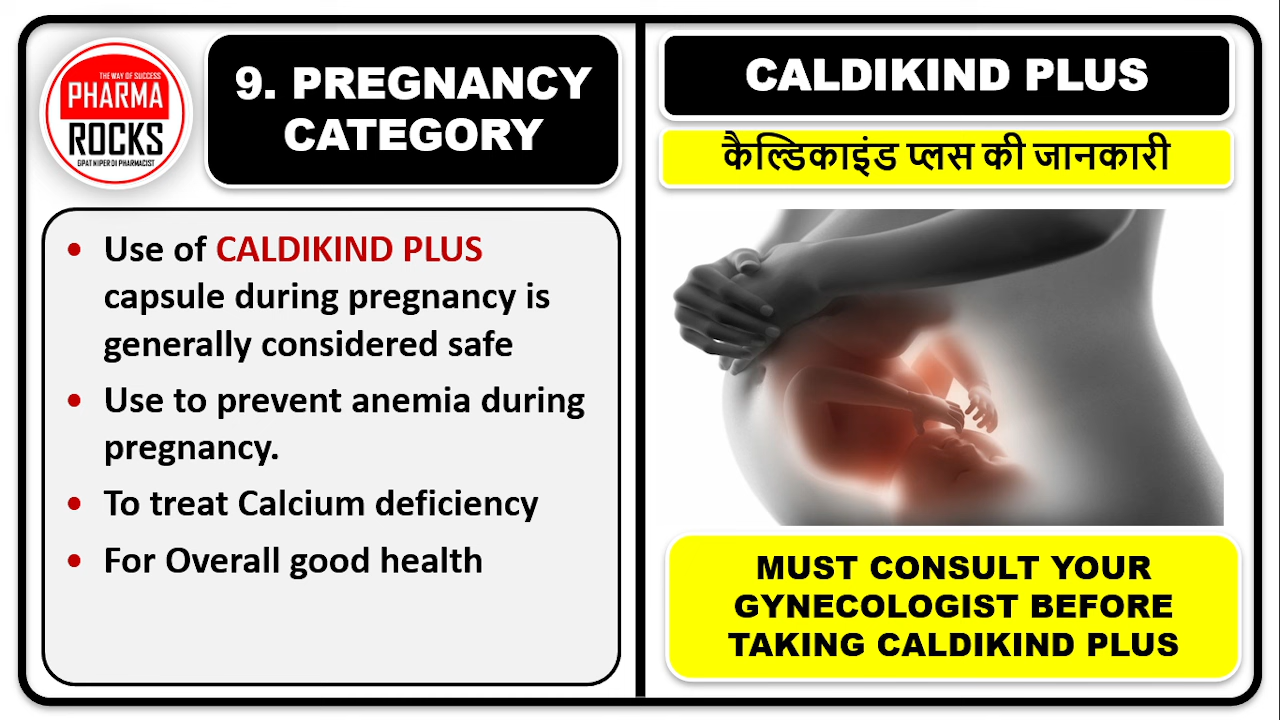 THE WAY OF SUCCESS
PHARMA
ROCKS
GPAT NIPER DI PHARMACIST
9. PREGNANCY
CATEGORY
• Use of CALDIKIND PLUS
capsule during pregnancy is
generally considered safe
• Use to prevent anemia during
pregnancy.
• To treat Calcium deficiency
• For Overall good health
CALDIKIND PLUS
कैल्डिकाइंड प्लस की जानकारी
MUST CONSULT YOUR
GYNECOLOGIST BEFORE
TAKING CALDIKIND PLUS